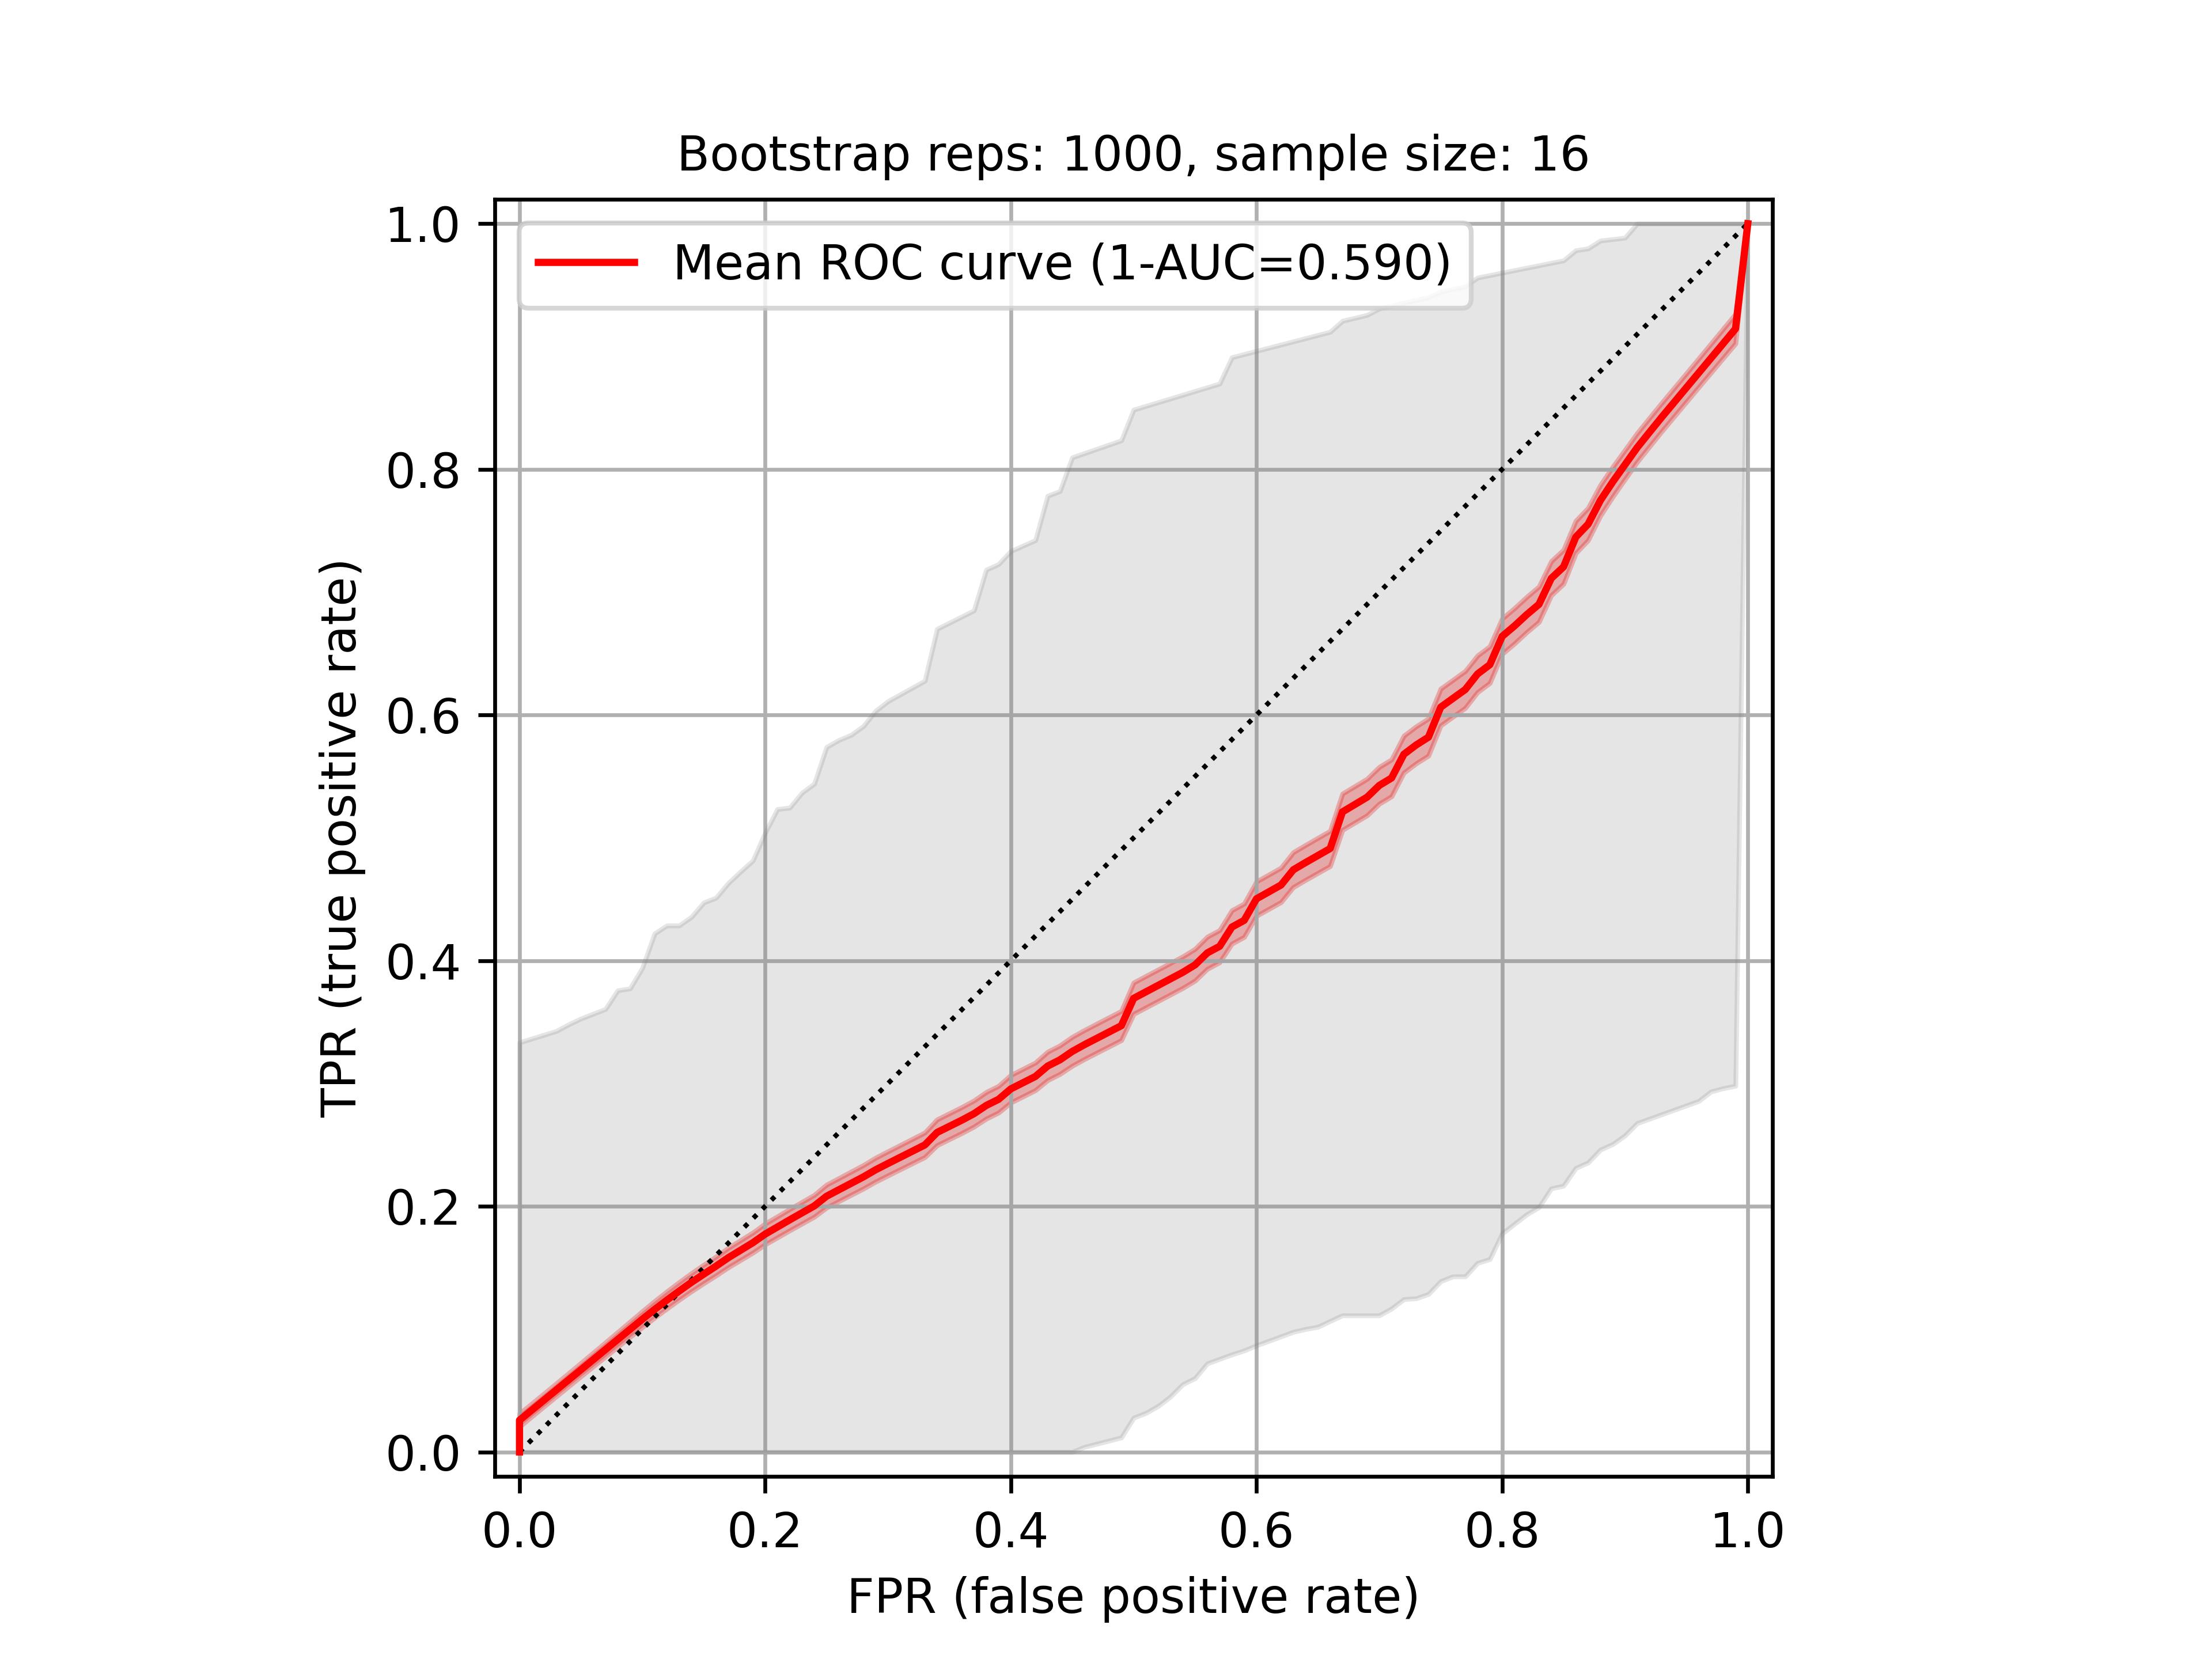 Bootstrap reps: 1000, sample size: 16
Mean ROC curve (1-AUC=0.590)
1.0
0.8
0.6
0.4
0.2
0.0
TPR (true positive rate)
0.0 0.2 0.4 0.6 0.8 1.0
FPR (false positive rate)